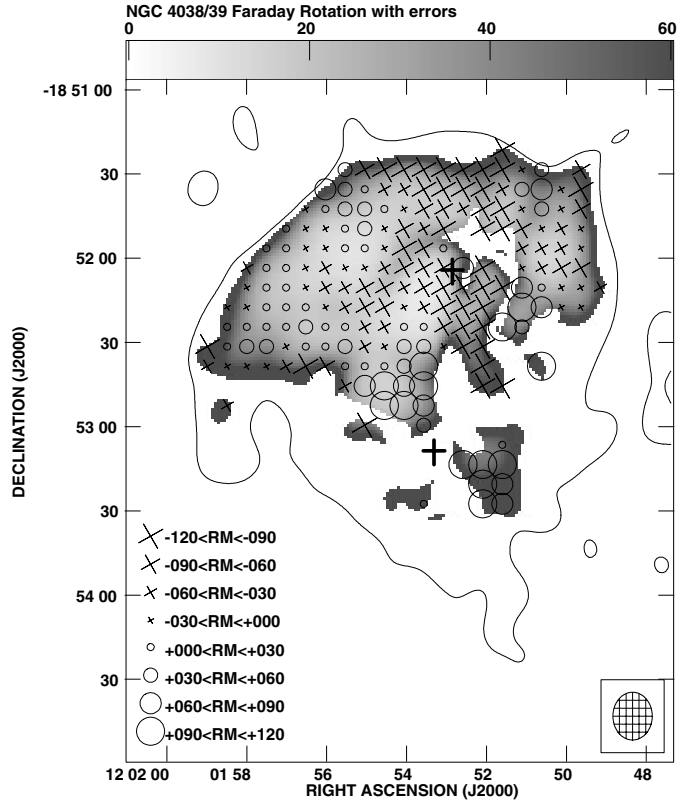 NGC 4038/39 Faraday Rotation with errors
0 20 40 60
-18 51 00
30
52 00
30
53 00
30
54 00
30
DECLINATION (J2000)
-120<RM<-090
-090<RM<-060
-060<RM<-030
-030<RM<+000
+000<RM<+030
+030<RM<+060
+060<RM<+090
+090<RM<+120
12 02 00 01 58 56 54 52 50 48
RIGHT ASCENSION (J2000)